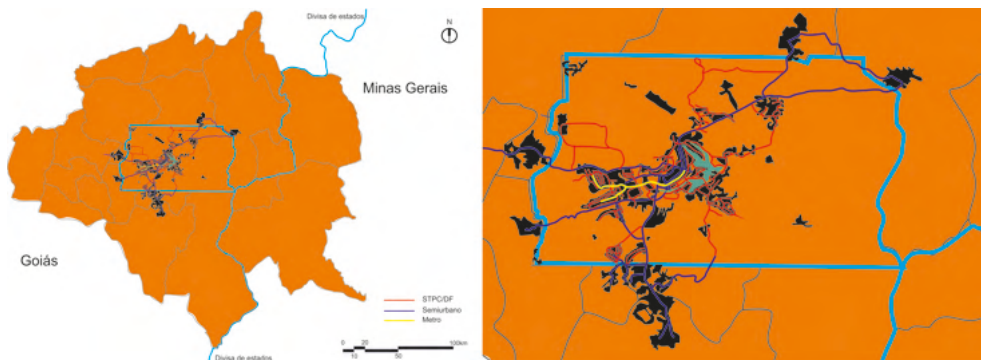 Divisa de estados
N
Minas Gerais
Goiás
STPC/DF
Semiurbano
Metro
0 20 100km
10 50
Divisa de estados